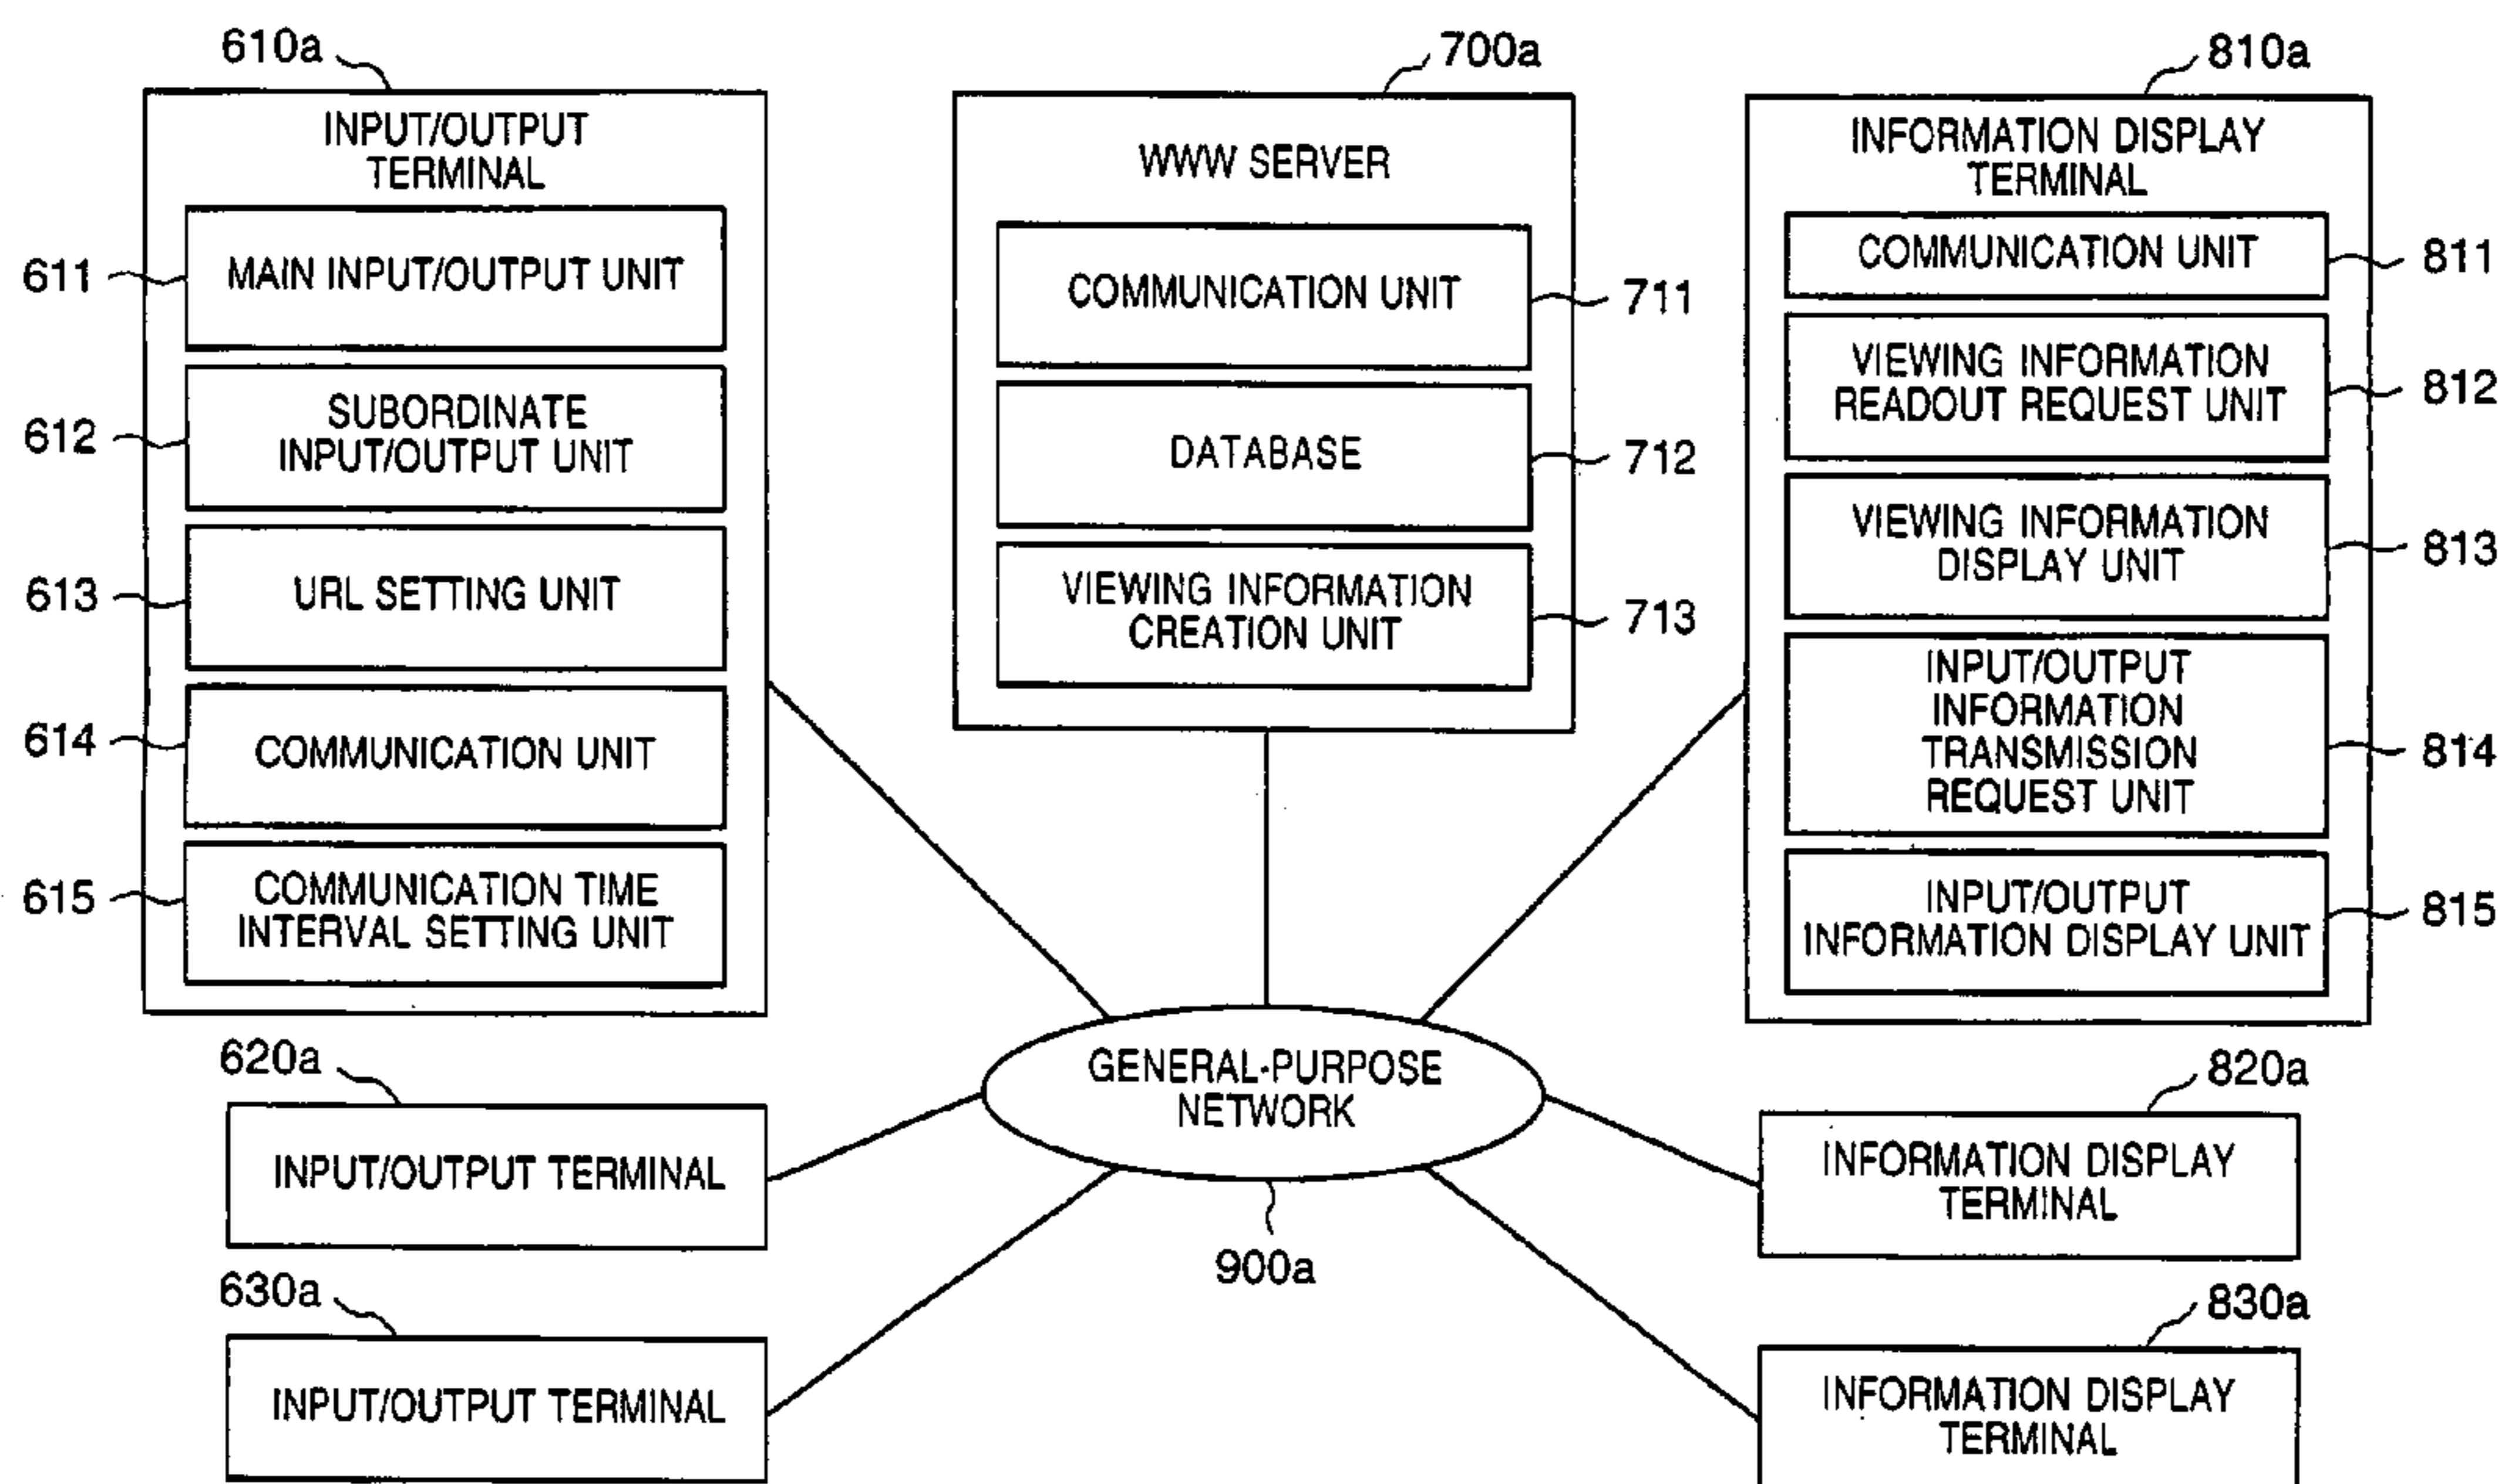 610a
INPUT/OUTPUT
TERMINAL
611
MAIN INPUT/OUTPUT UNIT
612
SUBORDINATE
INPUT/OUTPUT UNIT
613
URL SETTING UNIT
614
COMMUNICATION UNIT
615
COMMUNICATION TIME
INTERVAL SETTING UNIT
700a
WWW SERVER
COMMUNICATION UNIT
711
DATABASE
712
VIEWING INFORMATION
CREATION UNIT
713
810a
INFORMATION DISPLAY
TERMINAL
COMMUNICATION UNIT
811
VIEWING INFORMATION
READOUT REQUEST UNIT
812
VIEWING INFORMATION
DISPLAY UNIT
813
INPUT/OUTPUT
INFORMATION
TRANSMISSION
REQUEST UNIT
814
INPUT/OUTPUT
INFORMATION DISPLAY UNIT
815
620a
INPUT/OUTPUT TERMINAL
630a
INPUT/OUTPUT TERMINAL
GENERAL-PURPOSE
NETWORK
900a
820a
INFORMATION DISPLAY
TERMINAL
830a
INFORMATION DISPLAY
TERMINAL